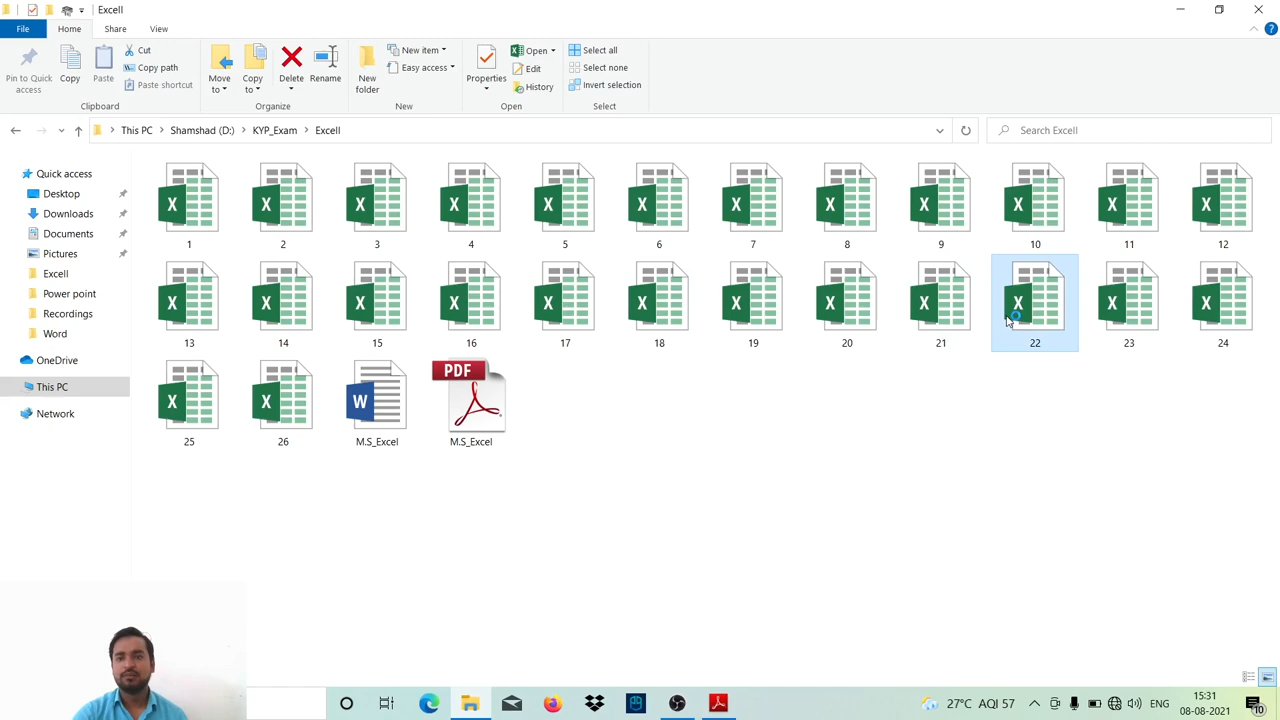 Excell
File Home Share View
Pin to Quick access
Copy
Paste
Cut
Copy path
Paste shortcut
Clipboard
Move to
Copy to
Delete
Rename
Organize
New folder
New item
Easy access
New
Properties
Open
Edit
History
Open
Select all
Select none
Invert selection
Select
This PC > Shamshad (D:) > KYP_Exam > Excell
Search Excell
Quick access
Desktop
Downloads
Documents
Pictures
Excell
Power point
Recordings
Word
OneDrive
This PC
Network
1 2 3 4 5 6 7 8 9 10 11 12
13 14 15 16 17 18 19 20 21 22 23 24
PDF
25 26 M.S_Excel M.S_Excel
27°C AQI 57
ENG
15:31
08-08-2021
10